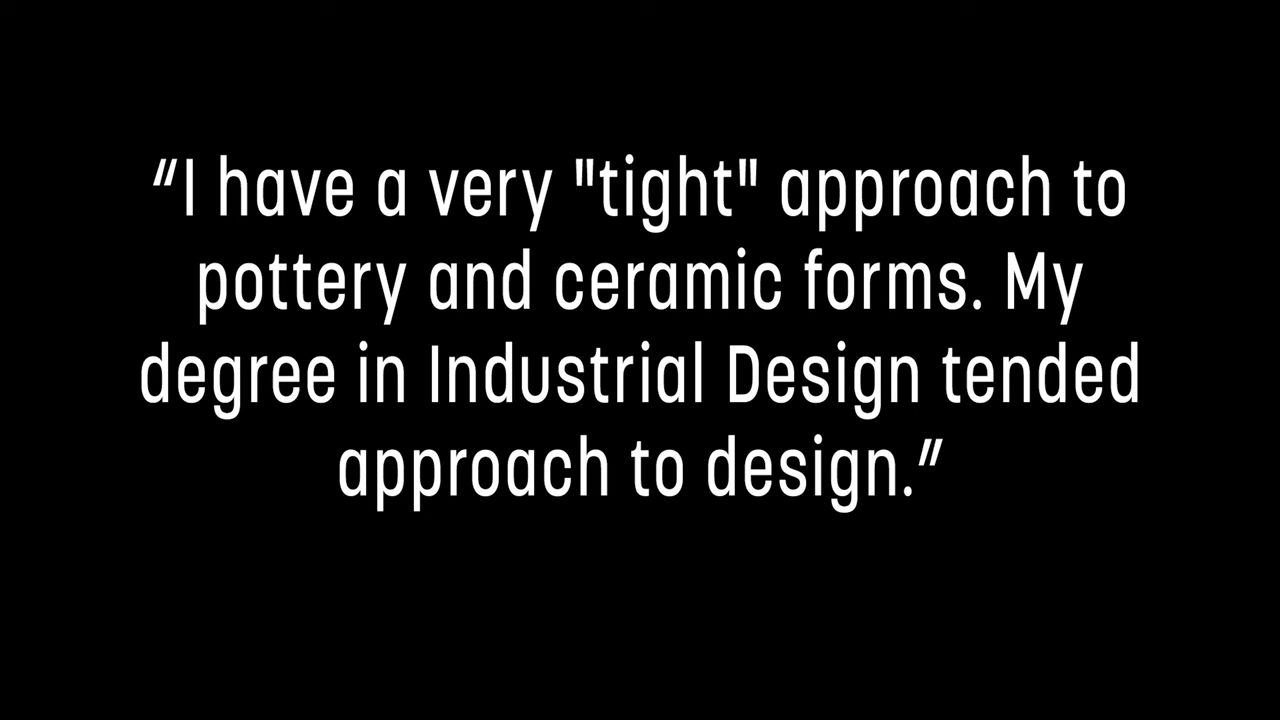 “I have a very "tight" approach to
pottery and ceramic forms. My
degree in Industrial Design tended
approach to design.”